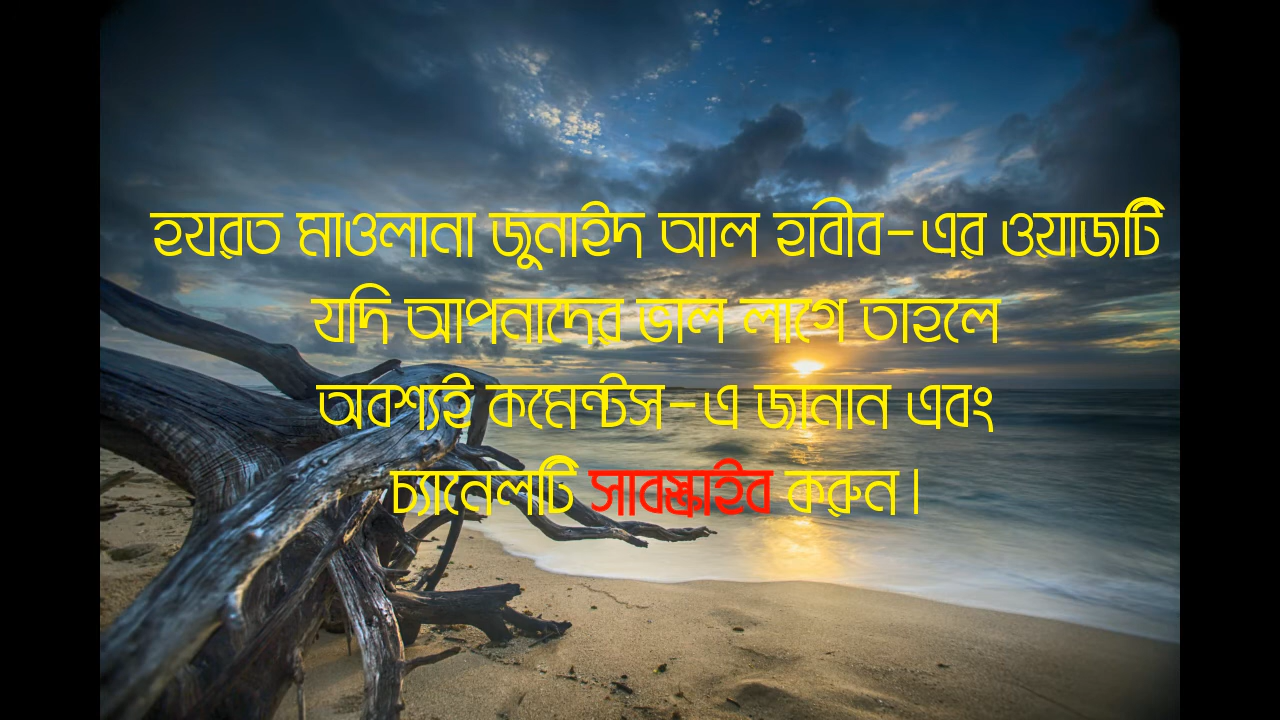 হযরত মাওলানা জুনাইদ আল হাবীব-এর ওয়াজটি
যদি আপনাদের ভাল লাগে তাহলে
অবশ্যই কমেন্টস-এ জানান এবং
চ্যানেলটি সাবস্ক্রাইব করুন।